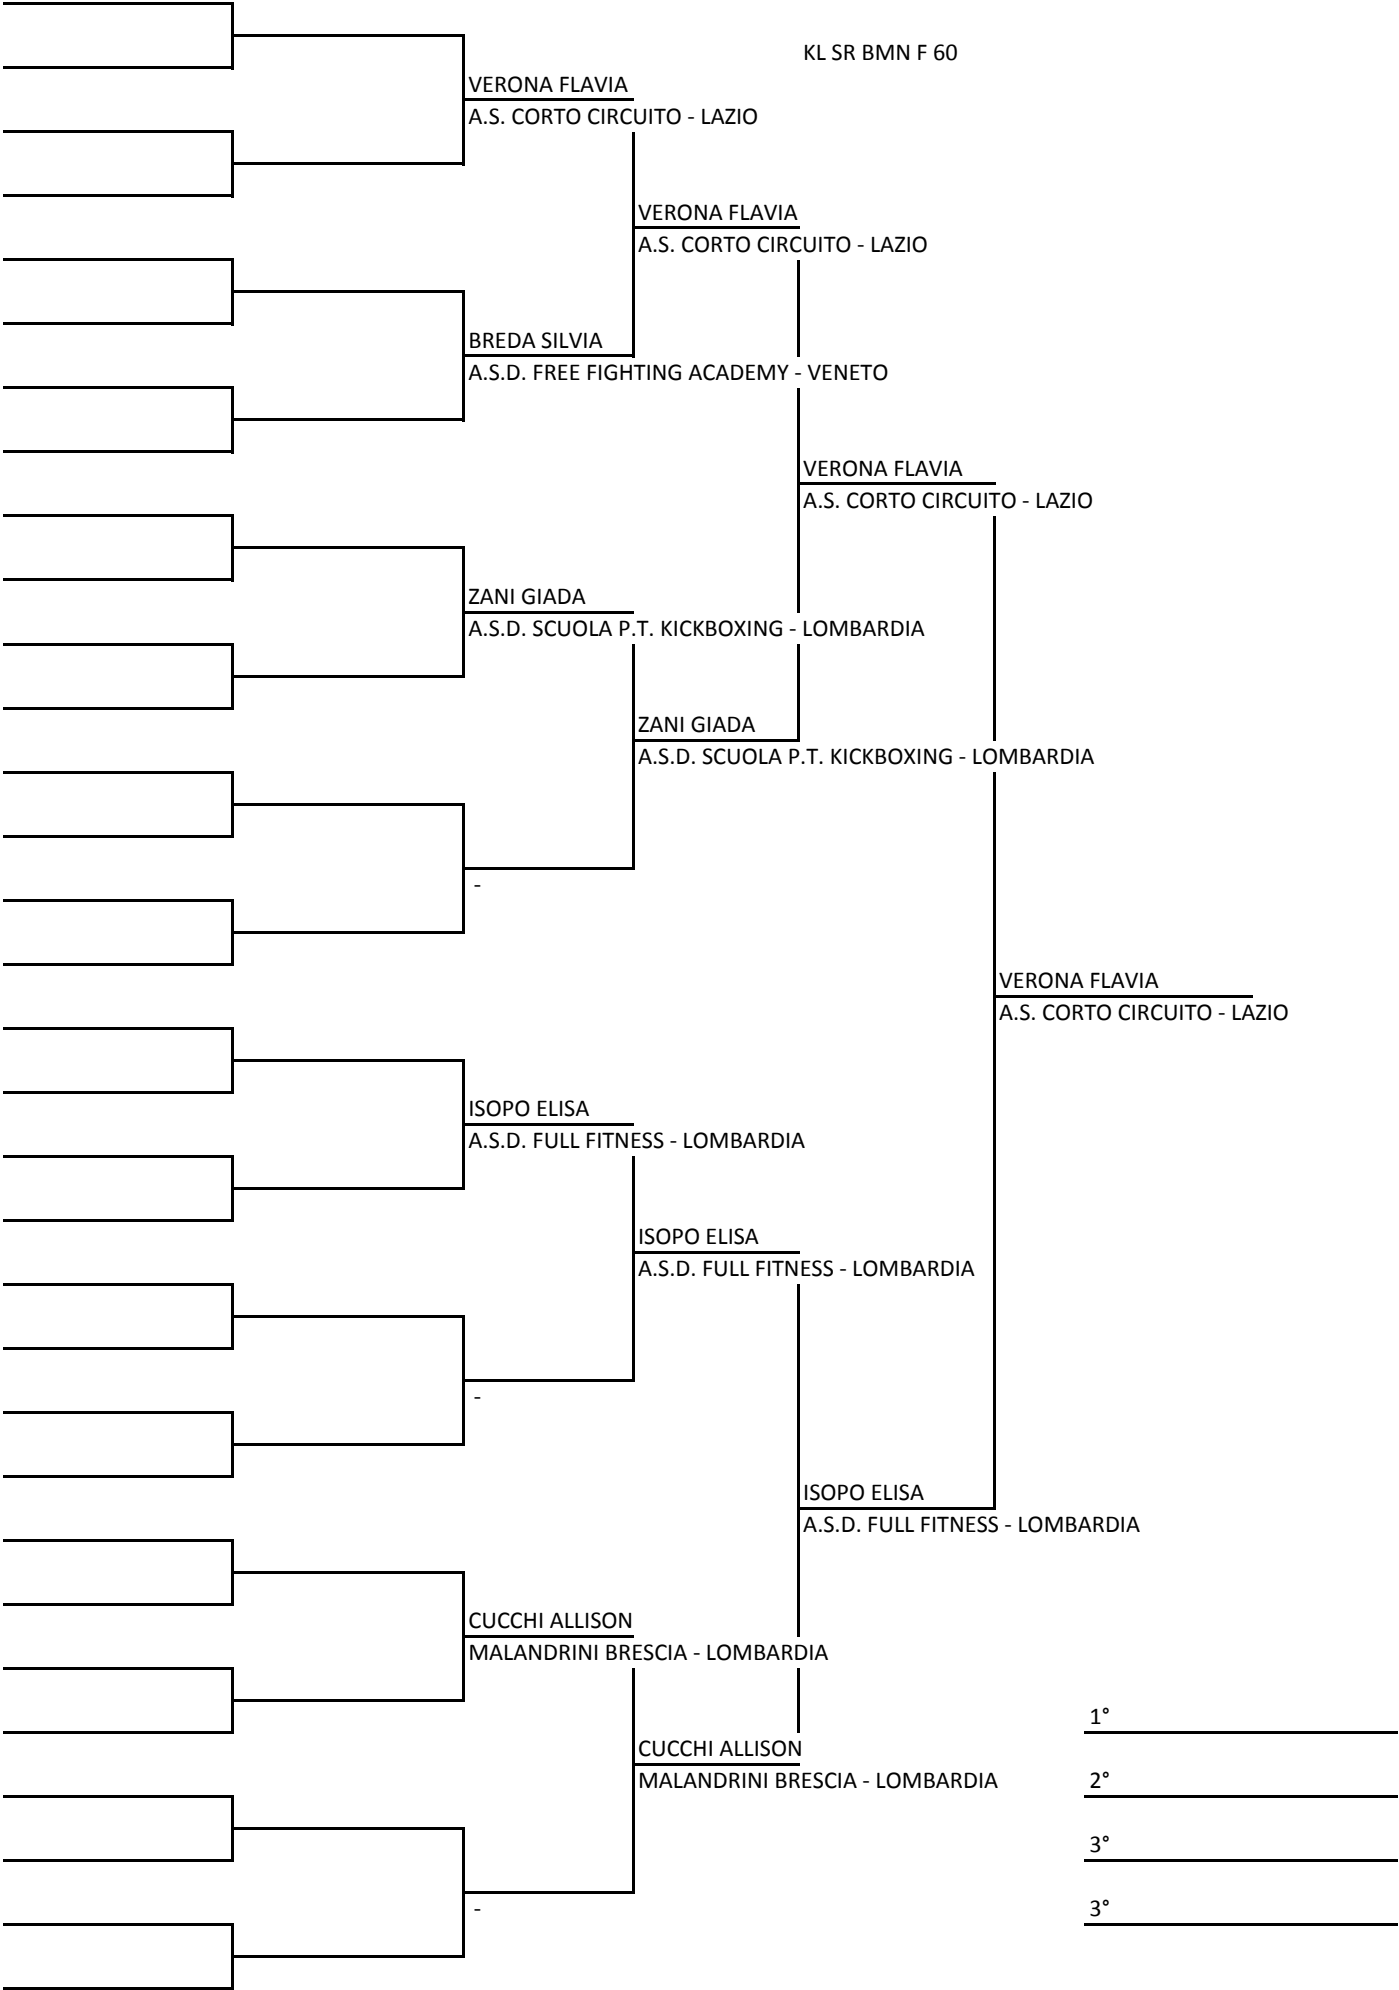 KL SR BMN F 60
VERONA FLAVIA
A.S. CORTO CIRCUITO - LAZIO
VERONA FLAVIA
A.S. CORTO CIRCUITO - LAZIO
BREDA SILVIA
A.S.D. FREE FIGHTING ACADEMY - VENETO
VERONA FLAVIA
A.S. CORTO CIRCUITO - LAZIO
ZANI GIADA
A.S.D. SCUOLA P.T. KICKBOXING - LOMBARDIA
ZANI GIADA
A.S.D. SCUOLA P.T. KICKBOXING - LOMBARDIA
-
VERONA FLAVIA
A.S. CORTO CIRCUITO - LAZIO
ISOPO ELISA
A.S.D. FULL FITNESS - LOMBARDIA
ISOPO ELISA
A.S.D. FULL FITNESS - LOMBARDIA
-
ISOPO ELISA
A.S.D. FULL FITNESS - LOMBARDIA
CUCCHI ALLISON
MALANDRINI BRESCIA - LOMBARDIA
1°
CUCCHI ALLISON
MALANDRINI BRESCIA - LOMBARDIA
2°
3°
-
3°